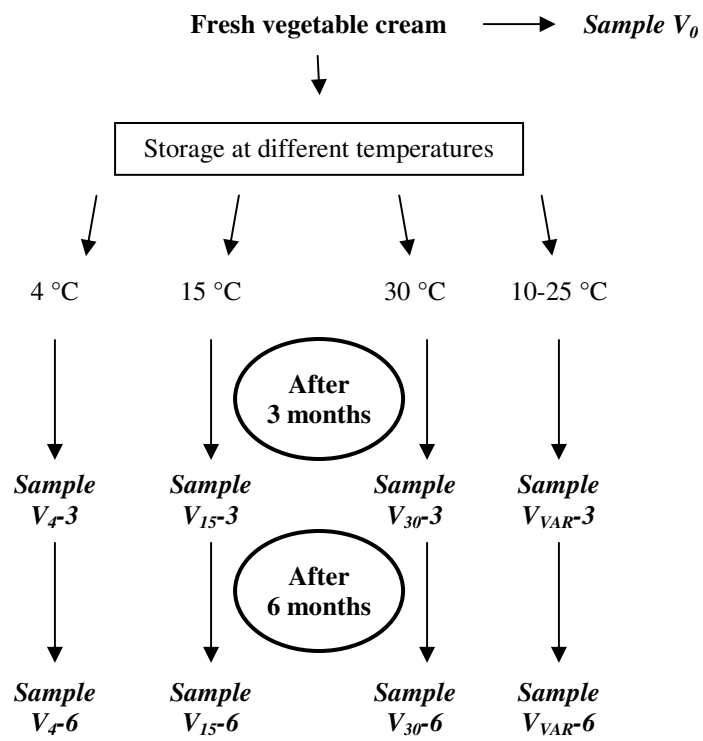 Fresh vegetable cream
Sample V0
Storage at different temperatures
4 °C
15 °C
30 °C
10-25 °C
After
3 months
Sample
V4-3
Sample
V15-3
Sample
V30-3
Sample
VVAR-3
After
6 months
Sample
V4-6
Sample
V15-6
Sample
V30-6
Sample
VVAR-6